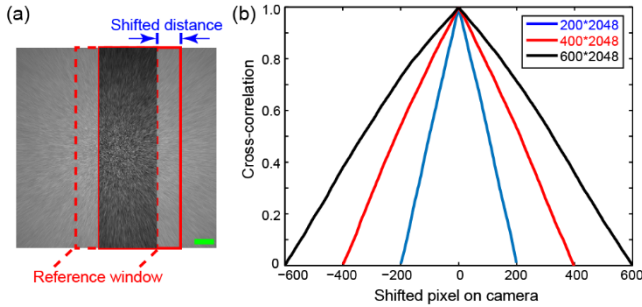 (a)
Shifted distance
Reference window
(b)
Cross-correlation
1.0
0.8
0.6
0.4
0.2
0
−600
−400
−200
0
200
400
600
Shifted pixel on camera
200*2048
400*2048
600*2048